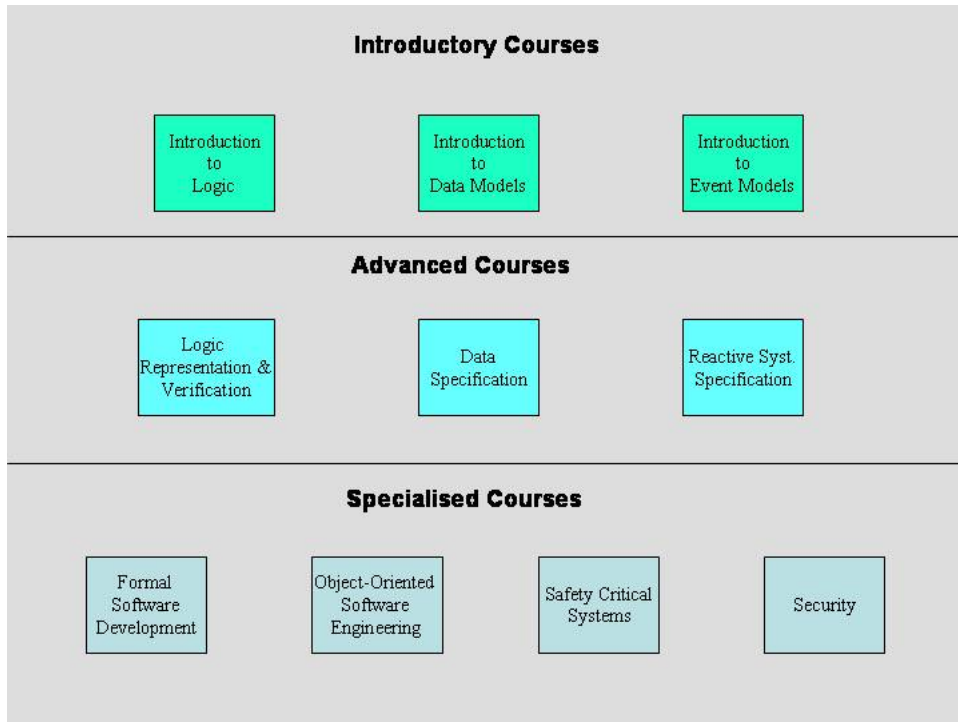 Introductory Courses
Introduction
to
Logic
Introduction
to
Data Models
Introduction
to
Event Models
Advanced Courses
Logic
Representation &
Verification
Data
Specification
Reactive Syst.
Specification
Specialised Courses
Formal
Software
Development
Object-Oriented
Software
Engineering
Safety Critical
Systems
Security